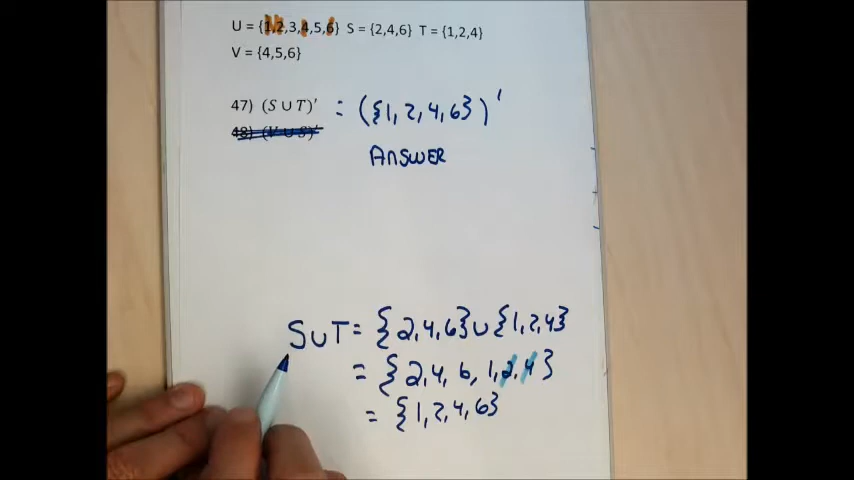 U = {1,2,3,4,5,6} S = {2,4,6} T = {1,2,4}
V = {4,5,6}
47) (S ∪ T)′ = ({1, 2, 4, 6})′
48) (V ∪ S)′
ANSWER
S∪T = {2,4,6} ∪ {1,2,4}
= {2,4, 6, 1,2,4}
= {1,2,4,6}